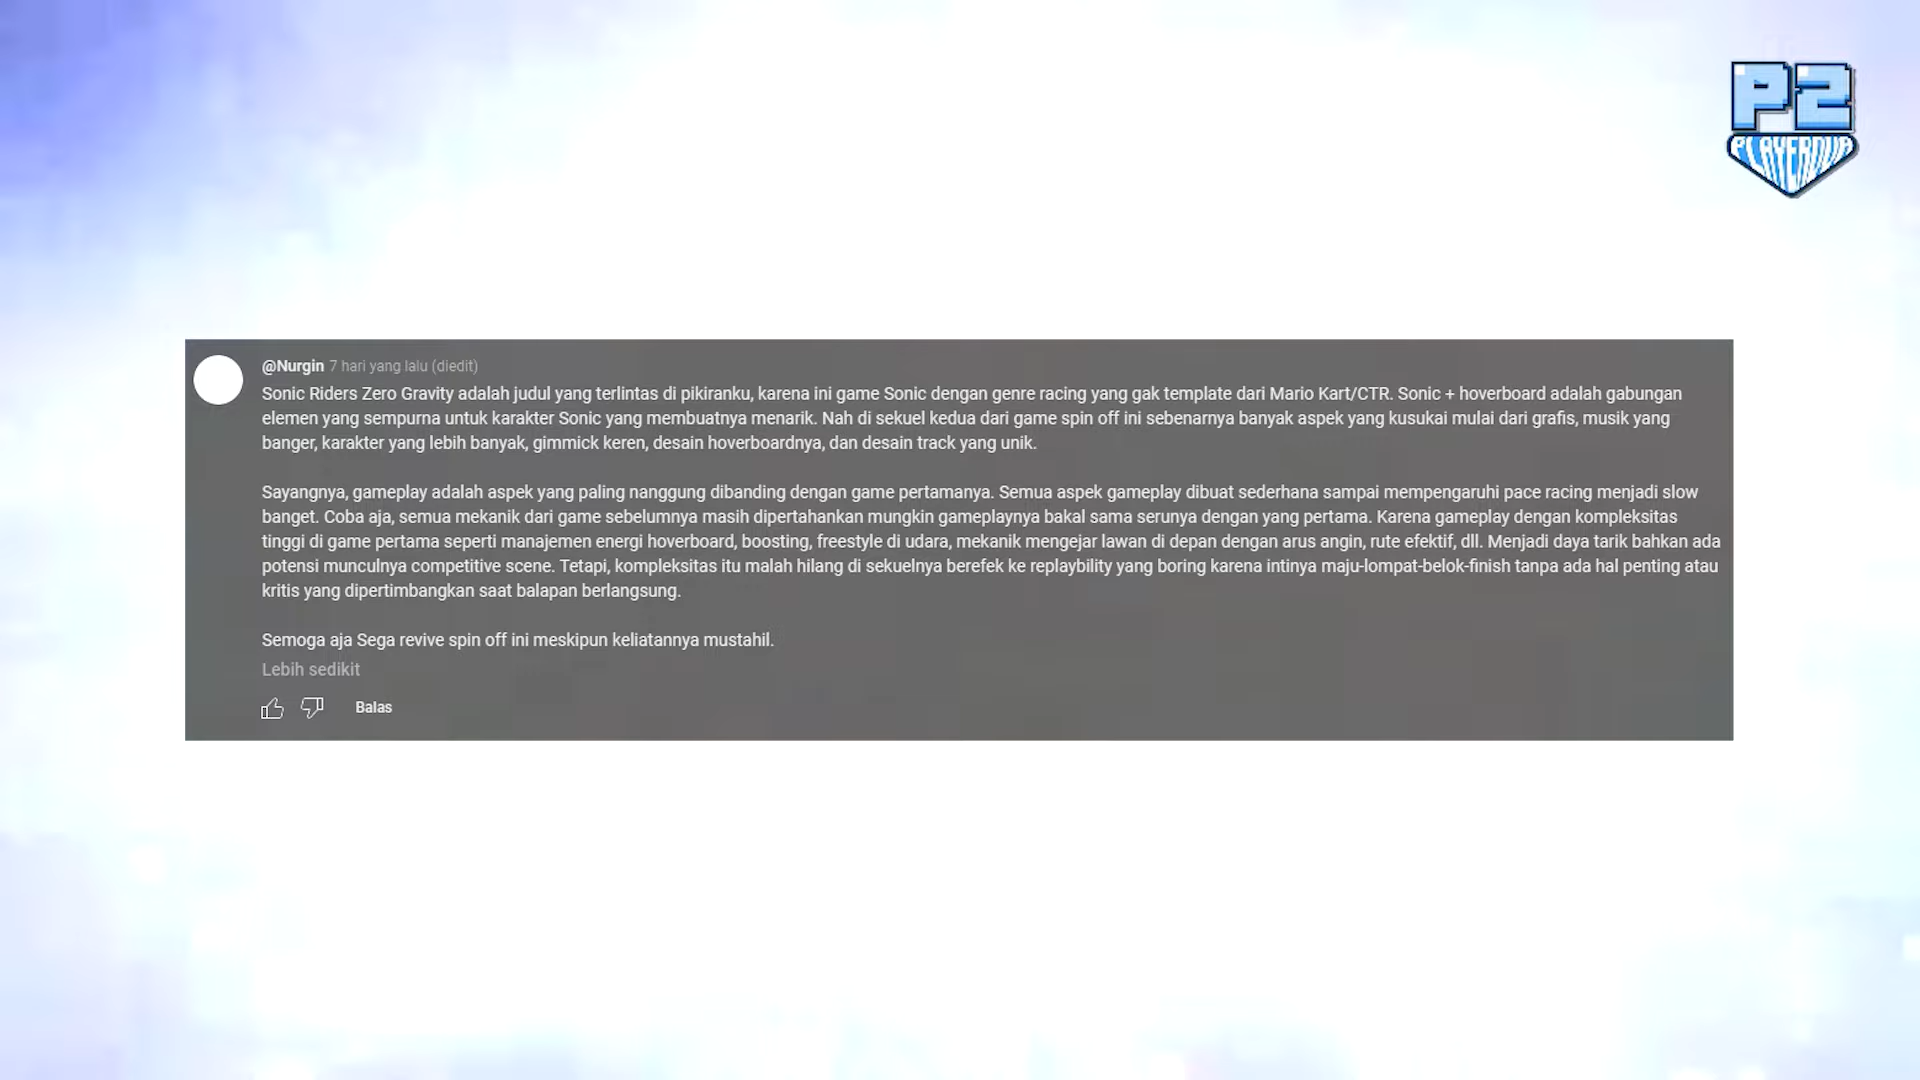 P2
PLAYERDUA
@Nurgin 7 hari yang lalu (diedit)
Sonic Riders Zero Gravity adalah judul yang terlintas di pikiranku, karena ini game Sonic dengan genre racing yang gak template dari Mario Kart/CTR. Sonic + hoverboard adalah gabungan
elemen yang sempurna untuk karakter Sonic yang membuatnya menarik. Nah di sekuel kedua dari game spin off ini sebenarnya banyak aspek yang kusukai mulai dari grafis, musik yang
banger, karakter yang lebih banyak, gimmick keren, desain hoverboardnya, dan desain track yang unik.
Sayangnya, gameplay adalah aspek yang paling nanggung dibanding dengan game pertamanya. Semua aspek gameplay dibuat sederhana sampai mempengaruhi pace racing menjadi slow
banget. Coba aja, semua mekanik dari game sebelumnya masih dipertahankan mungkin gameplaynya bakal sama serunya dengan yang pertama. Karena gameplay dengan kompleksitas
tinggi di game pertama seperti manajemen energi hoverboard, boosting, freestyle di udara, mekanik mengejar lawan di depan dengan arus angin, rute efektif, dll. Menjadi daya tarik bahkan ada
potensi munculnya competitive scene. Tetapi, kompleksitas itu malah hilang di sekuelnya berefek ke replaybility yang boring karena intinya maju-lompat-belok-finish tanpa ada hal penting atau
kritis yang dipertimbangkan saat balapan berlangsung.
Semoga aja Sega revive spin off ini meskipun keliatannya mustahil.
Lebih sedikit
Balas